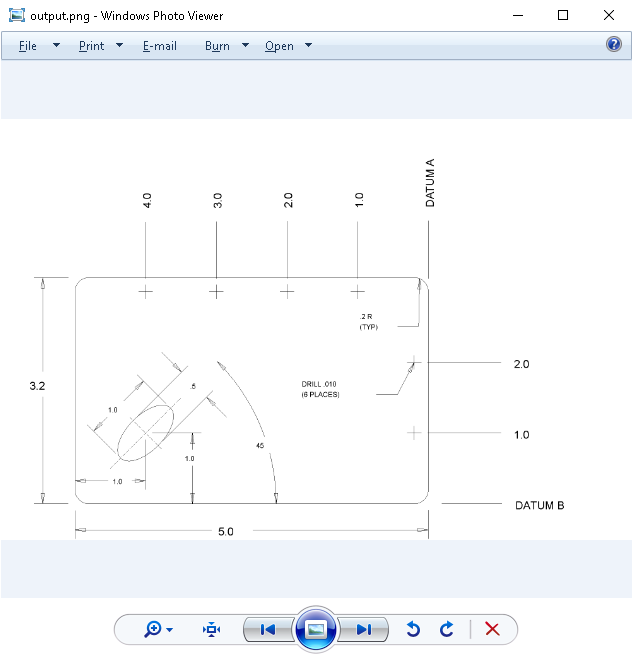 output.png - Windows Photo Viewer
File Print E-mail Burn Open
DATUM A
4.0 3.0 2.0 1.0
.2 R
(TYP)
2.0
DRILL .010
(6 PLACES)
3.2
.5
1.0
1.0
45
1.0
1.0
DATUM B
5.0